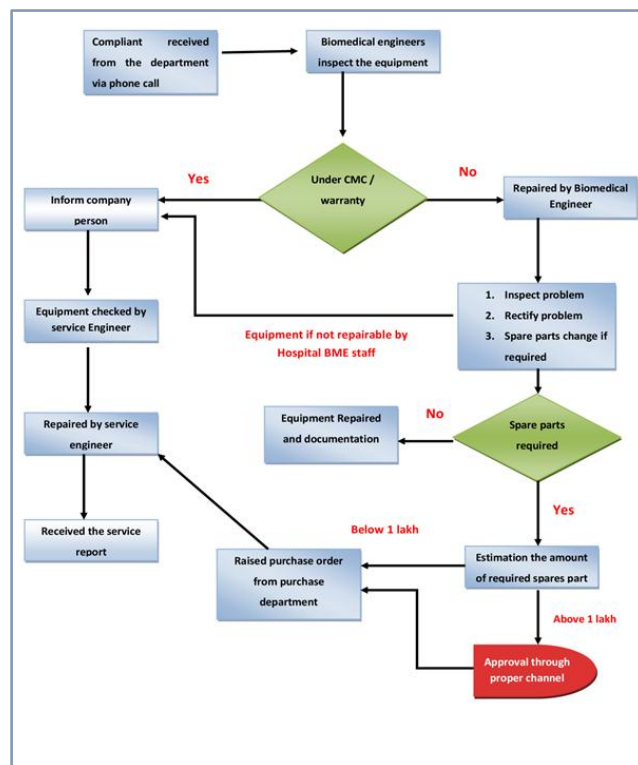 Compliant received
from the department
via phone call
Biomedical engineers
inspect the equipment
Under CMC /
warranty
Yes
No
Inform company
person
Repaired by Biomedical
Engineer
Equipment checked by
service Engineer
1. Inspect problem
2. Rectify problem
3. Spare parts change if
required
Equipment if not repairable by
Hospital BME staff
Repaired by service
engineer
Equipment Repaired
and documentation
No
Spare parts
required
Yes
Received the service
report
Below 1 lakh
Raised purchase order
from purchase
department
Estimation the amount
of required spares part
Above 1 lakh
Approval through
proper channel